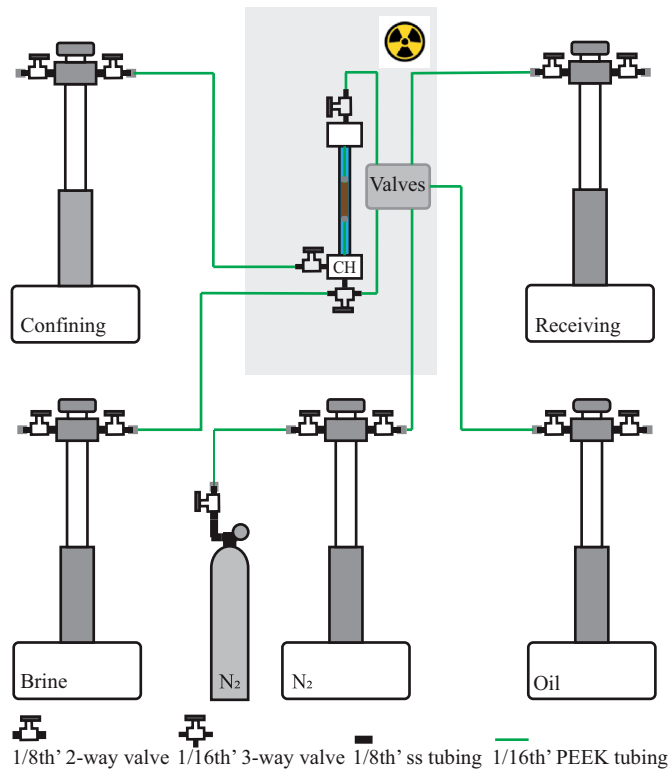 Valves
CH
Confining
Receiving
Brine
N₂
N₂
Oil
1/8th' 2-way valve 1/16th' 3-way valve 1/8th' ss tubing 1/16th' PEEK tubing